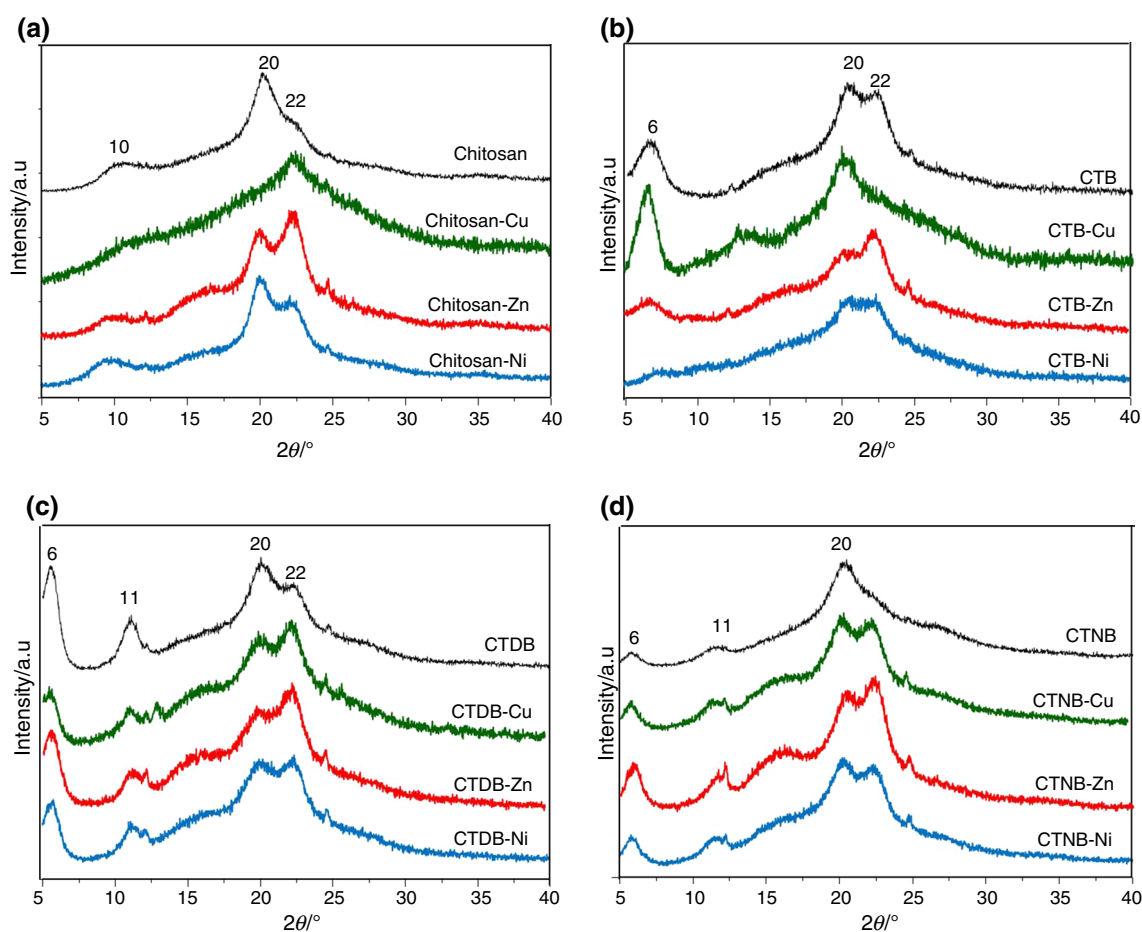 (a)
Intensity/a.u
10
20
22
Chitosan
Chitosan-Cu
Chitosan-Zn
Chitosan-Ni
5 10 15 20 25 30 35 40
2θ/°
(b)
Intensity/a.u
6
20
22
CTB
CTB-Cu
CTB-Zn
CTB-Ni
5 10 15 20 25 30 35 40
2θ/°
(c)
Intensity/a.u
6
11
20
22
CTDB
CTDB-Cu
CTDB-Zn
CTDB-Ni
5 10 15 20 25 30 35 40
2θ/°
(d)
Intensity/a.u
6
11
20
CTNB
CTNB-Cu
CTNB-Zn
CTNB-Ni
5 10 15 20 25 30 35 40
2θ/°